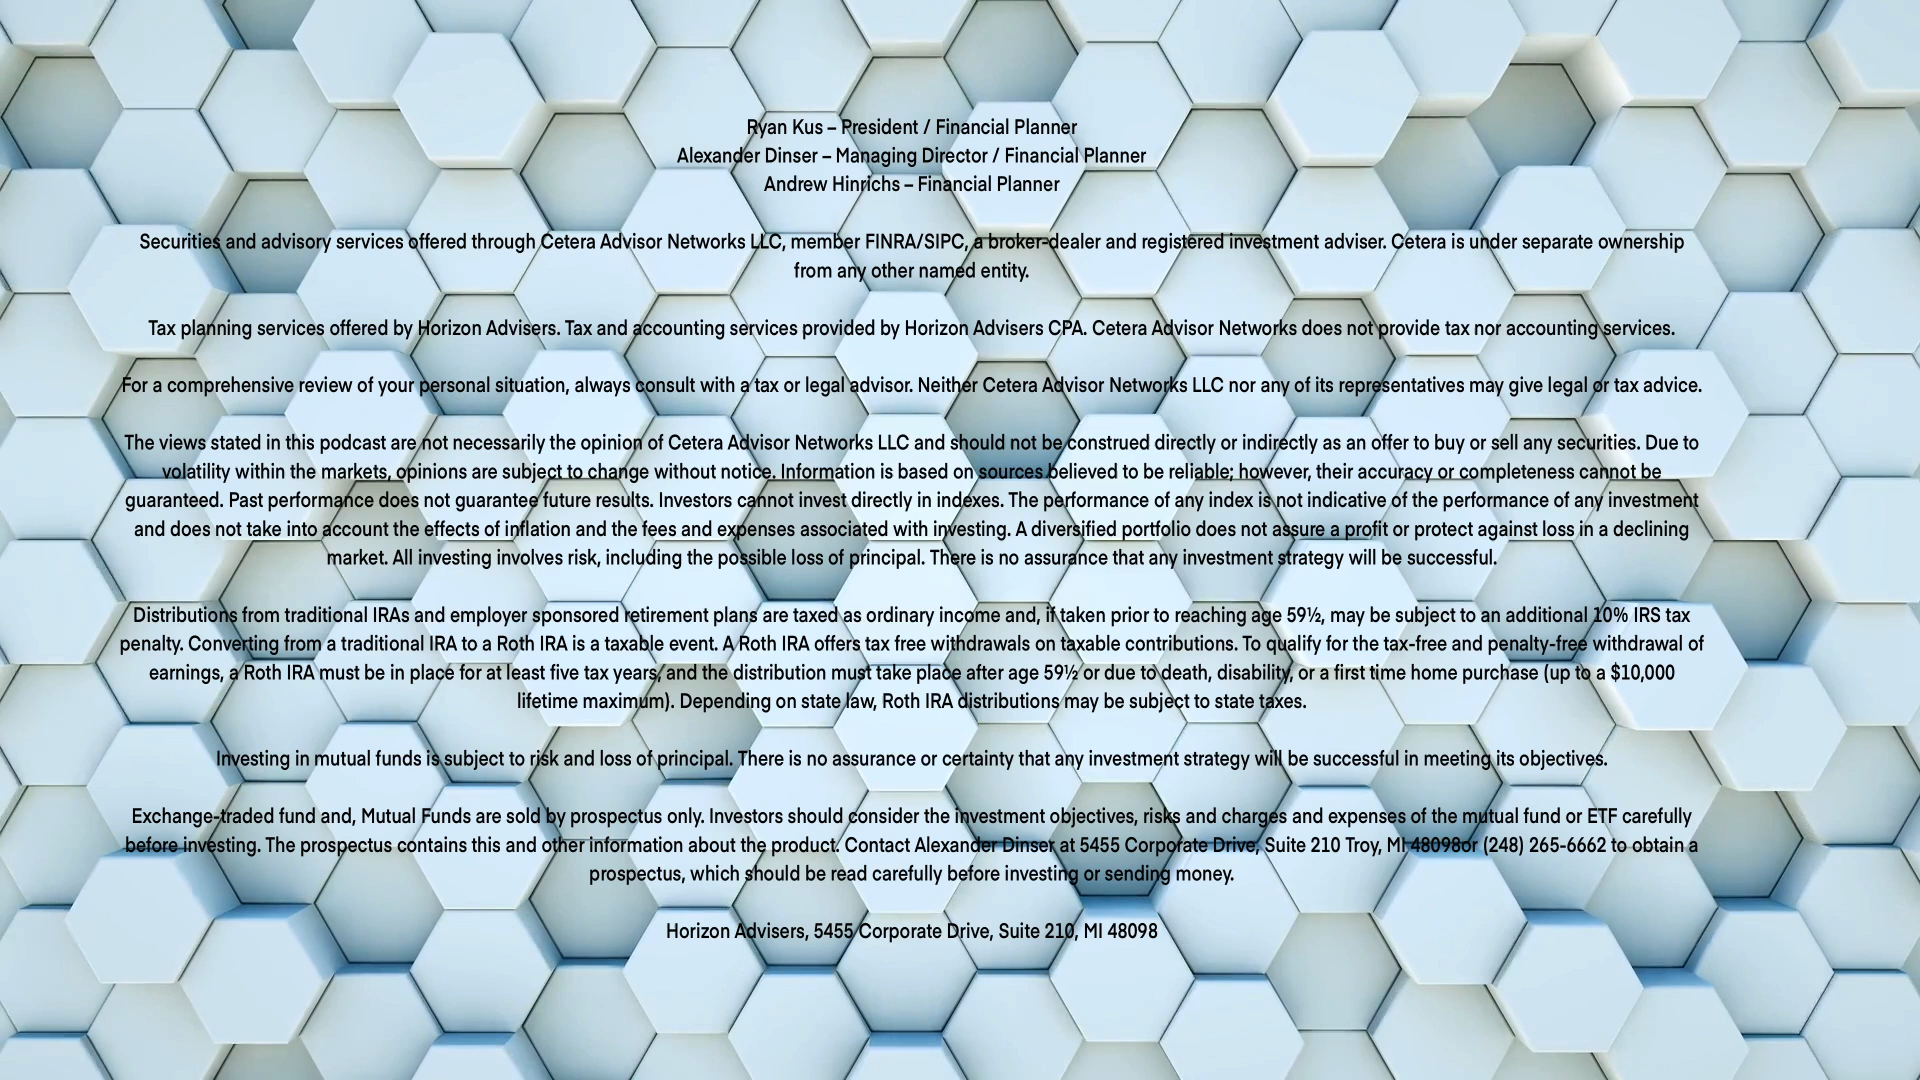 Ryan Kus – President / Financial Planner
Alexander Dinser – Managing Director / Financial Planner
Andrew Hinrichs – Financial Planner
Securities and advisory services offered through Cetera Advisor Networks LLC, member FINRA/SIPC, a broker-dealer and registered investment adviser. Cetera is under separate ownership
from any other named entity.
Tax planning services offered by Horizon Advisers. Tax and accounting services provided by Horizon Advisers CPA. Cetera Advisor Networks does not provide tax nor accounting services.
For a comprehensive review of your personal situation, always consult with a tax or legal advisor. Neither Cetera Advisor Networks LLC nor any of its representatives may give legal or tax advice.
The views stated in this podcast are not necessarily the opinion of Cetera Advisor Networks LLC and should not be construed directly or indirectly as an offer to buy or sell any securities. Due to
volatility within the markets, opinions are subject to change without notice. Information is based on sources believed to be reliable; however, their accuracy or completeness cannot be
guaranteed. Past performance does not guarantee future results. Investors cannot invest directly in indexes. The performance of any index is not indicative of the performance of any investment
and does not take into account the effects of inflation and the fees and expenses associated with investing. A diversified portfolio does not assure a profit or protect against loss in a declining
market. All investing involves risk, including the possible loss of principal. There is no assurance that any investment strategy will be successful.
Distributions from traditional IRAs and employer sponsored retirement plans are taxed as ordinary income and, if taken prior to reaching age 59½, may be subject to an additional 10% IRS tax
penalty. Converting from a traditional IRA to a Roth IRA is a taxable event. A Roth IRA offers tax free withdrawals on taxable contributions. To qualify for the tax-free and penalty-free withdrawal of
earnings, a Roth IRA must be in place for at least five tax years, and the distribution must take place after age 59½ or due to death, disability, or a first time home purchase (up to a $10,000
lifetime maximum). Depending on state law, Roth IRA distributions may be subject to state taxes.
Investing in mutual funds is subject to risk and loss of principal. There is no assurance or certainty that any investment strategy will be successful in meeting its objectives.
Exchange-traded fund and, Mutual Funds are sold by prospectus only. Investors should consider the investment objectives, risks and charges and expenses of the mutual fund or ETF carefully
before investing. The prospectus contains this and other information about the product. Contact Alexander Dinser at 5455 Corporate Drive, Suite 210 Troy, MI 48098or (248) 265-6662 to obtain a
prospectus, which should be read carefully before investing or sending money.
Horizon Advisers, 5455 Corporate Drive, Suite 210, MI 48098